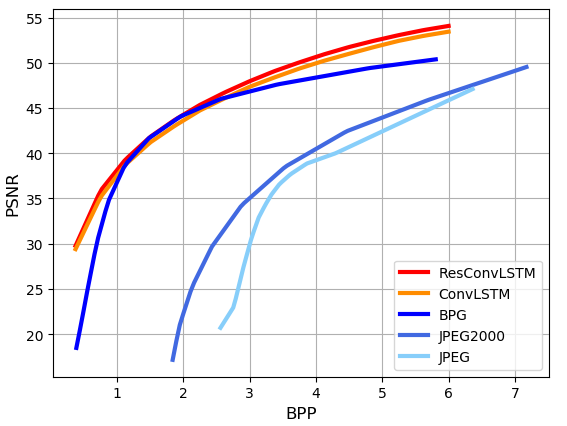 55
50
45
40
35
30
25
20
PSNR
1 2 3 4 5 6 7
BPP
ResConvLSTM
ConvLSTM
BPG
JPEG2000
JPEG